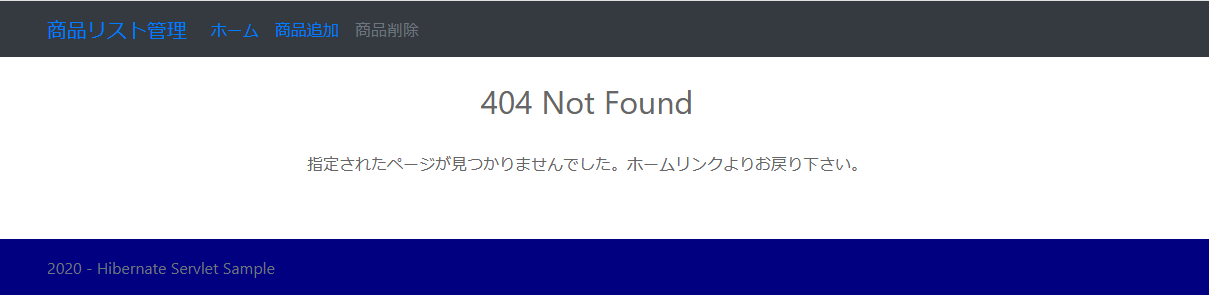 商品リスト管理 ホーム 商品追加 商品削除
404 Not Found
指定されたページが見つかりませんでした。ホームリンクよりお戻り下さい。
2020 - Hibernate Servlet Sample